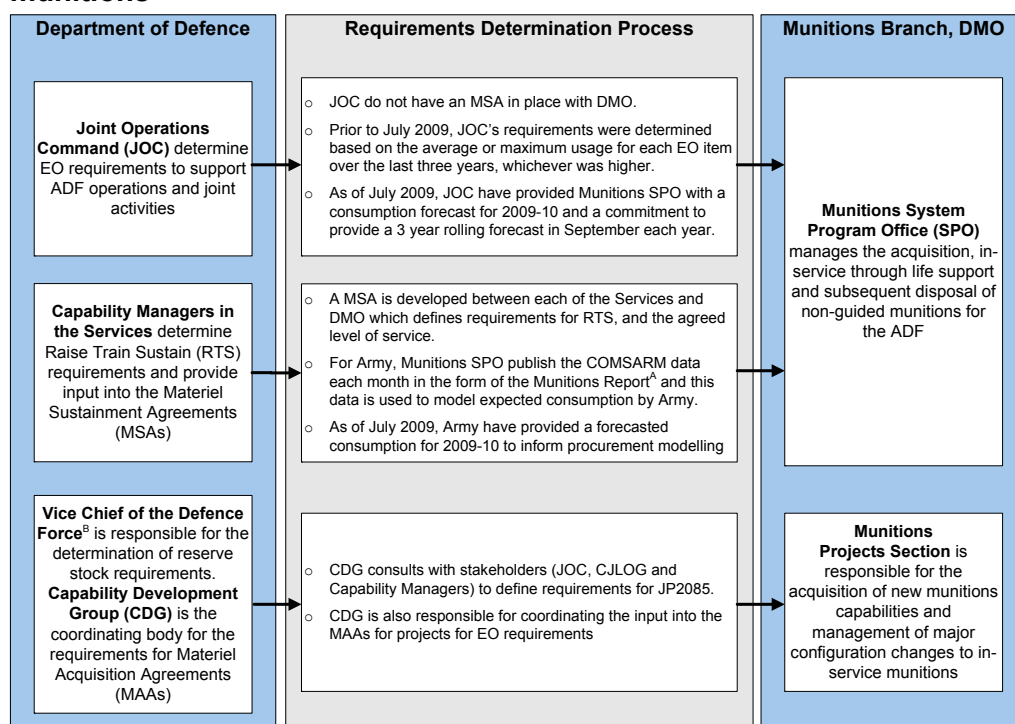 Munitions
Department of Defence
Requirements Determination Process
Munitions Branch, DMO
Joint Operations
Command (JOC) determine
EO requirements to support
ADF operations and joint
activities
o JOC do not have an MSA in place with DMO.
o Prior to July 2009, JOC's requirements were determined
based on the average or maximum usage for each EO item
over the last three years, whichever was higher.
o As of July 2009, JOC have provided Munitions SPO with a
consumption forecast for 2009-10 and a commitment to
provide a 3 year rolling forecast in September each year.
Munitions System
Program Office (SPO)
manages the acquisition, in-
service through life support
and subsequent disposal of
non-guided munitions for
the ADF
Capability Managers in
the Services determine
Raise Train Sustain (RTS)
requirements and provide
input into the Materiel
Sustainment Agreements
(MSAs)
o A MSA is developed between each of the Services and
DMO which defines requirements for RTS, and the agreed
level of service.
o For Army, Munitions SPO publish the COMSARM data
each month in the form of the Munitions Report^A and this
data is used to model expected consumption by Army.
o As of July 2009, Army have provided a forecasted
consumption for 2009-10 to inform procurement modelling
Vice Chief of the Defence
Force^B is responsible for the
determination of reserve
stock requirements.
Capability Development
Group (CDG) is the
coordinating body for the
requirements for Materiel
Acquisition Agreements
(MAAs)
o CDG consults with stakeholders (JOC, CJLOG and
Capability Managers) to define requirements for JP2085.
o CDG is also responsible for coordinating the input into the
MAAs for projects for EO requirements
Munitions
Projects Section is
responsible for the
acquisition of new munitions
capabilities and
management of major
configuration changes to in-
service munitions